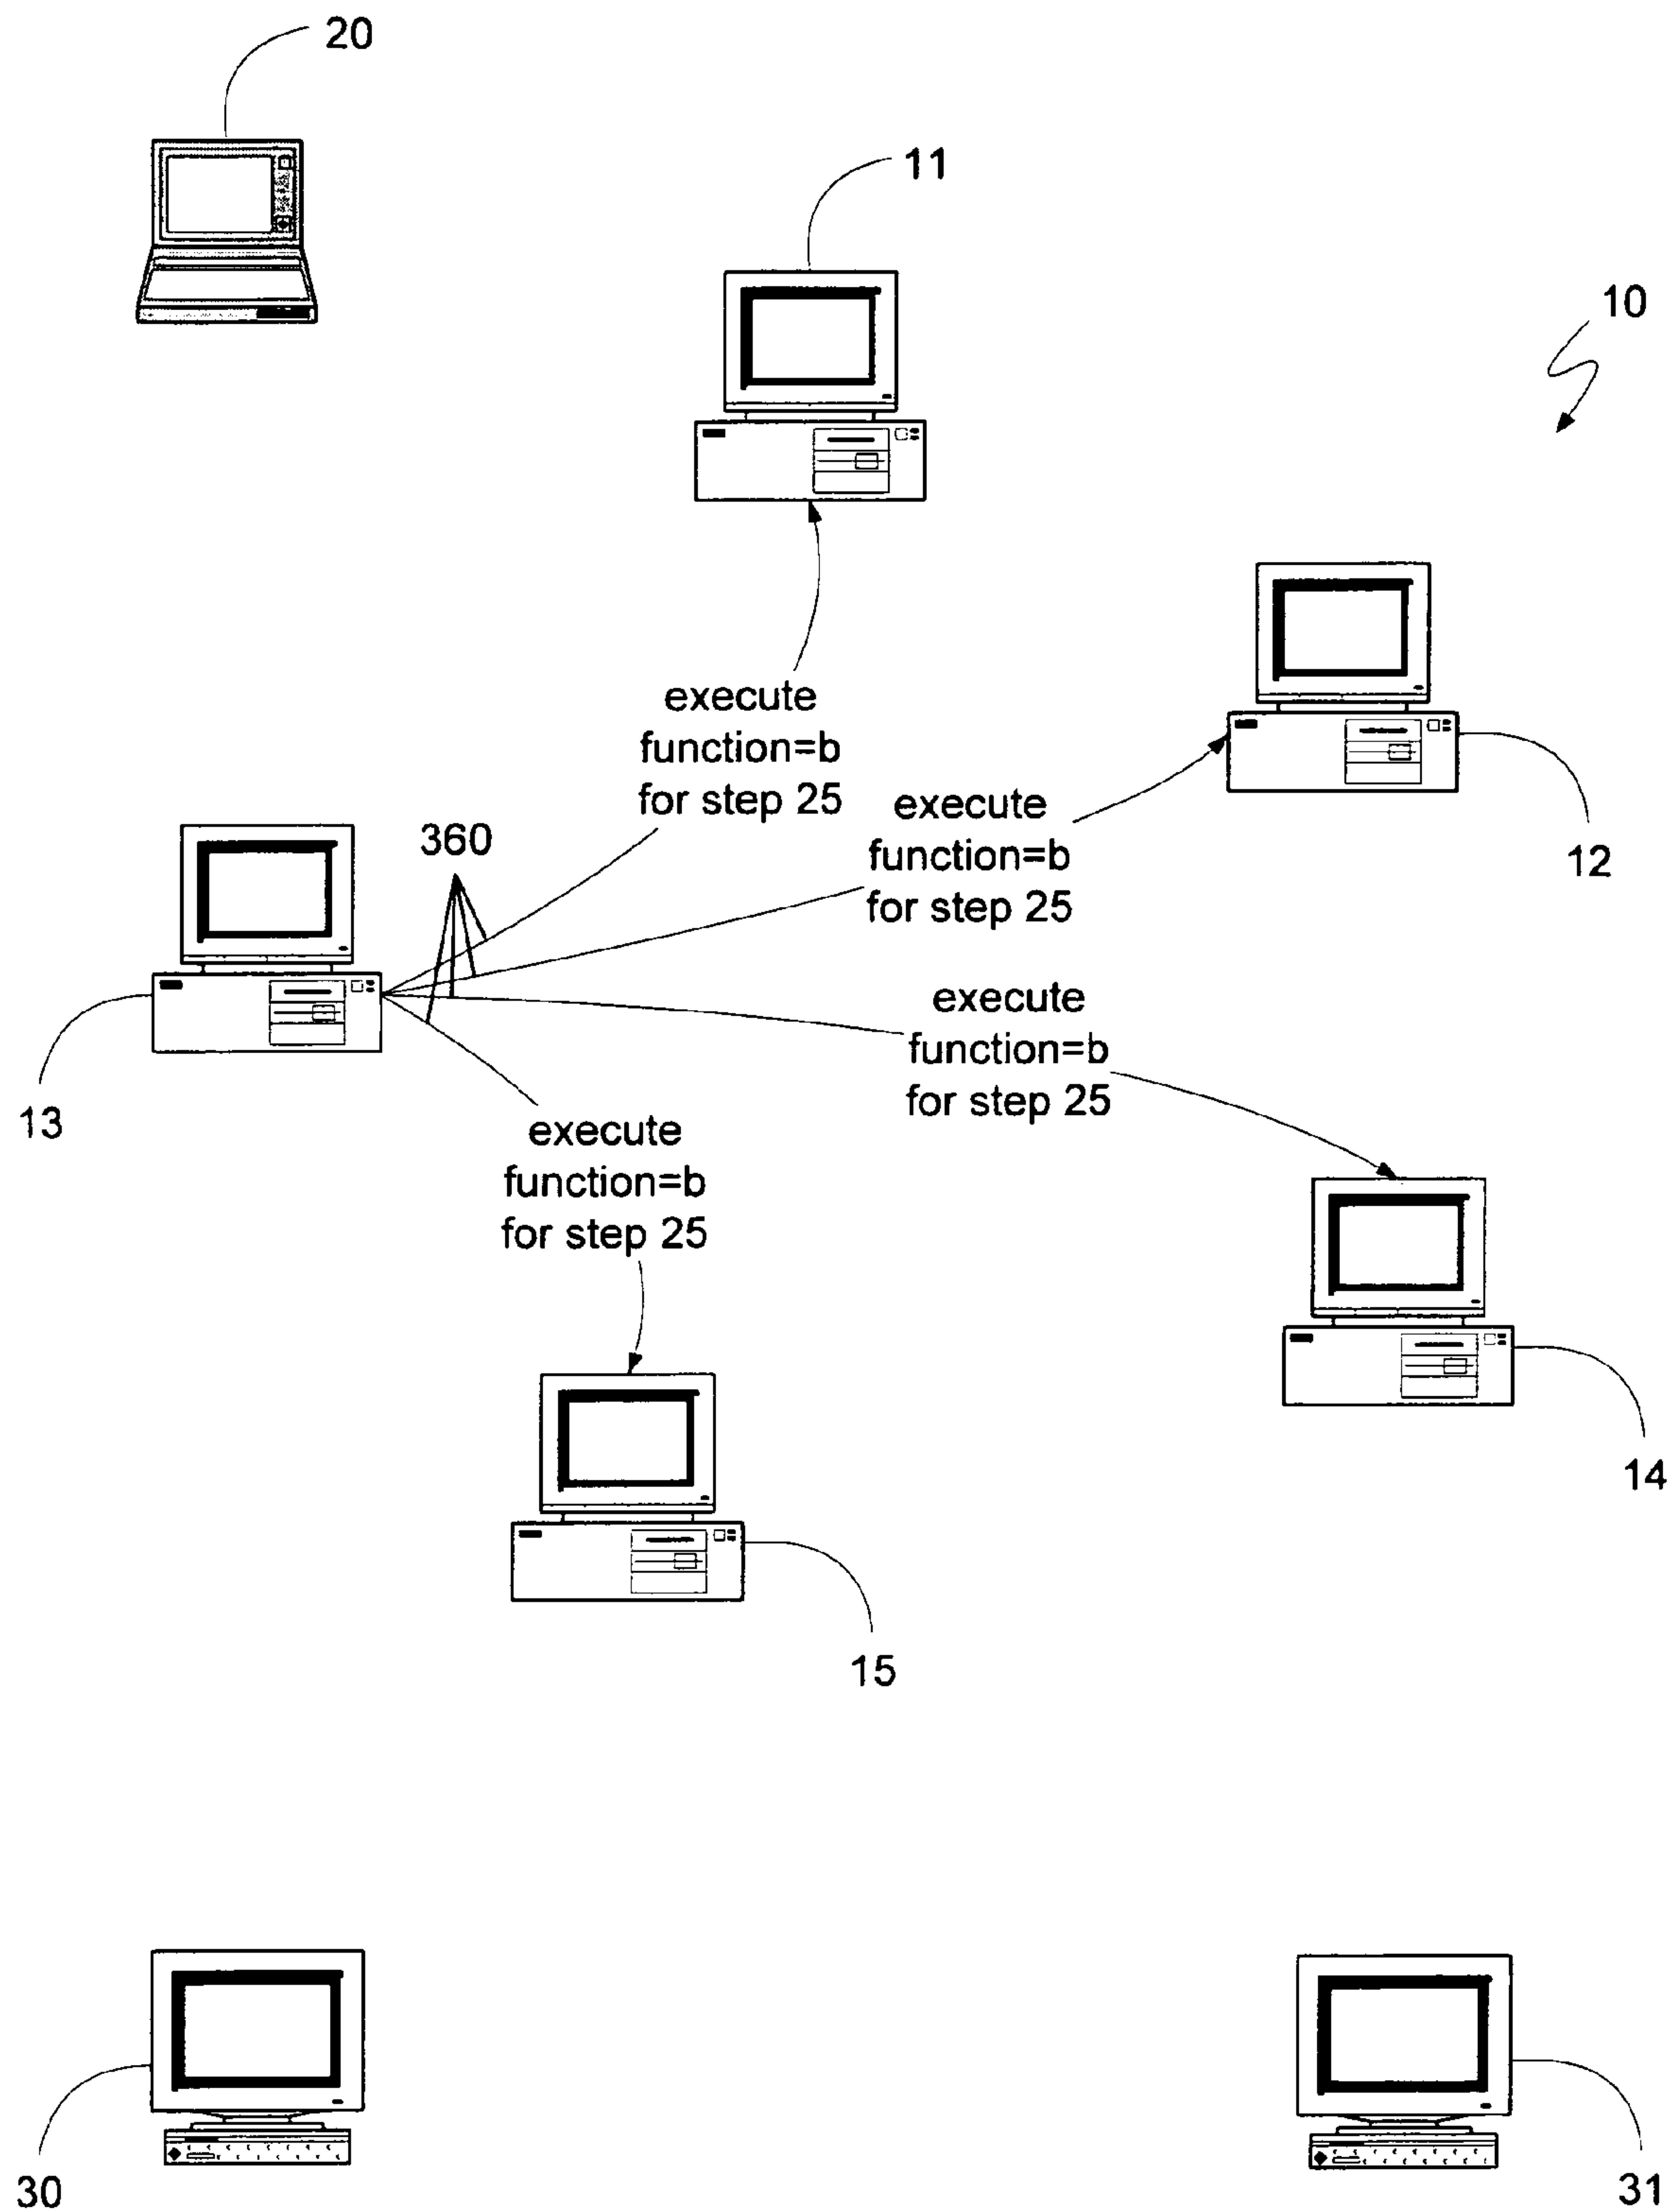 20
11
10
execute
function=b
for step 25
execute
function=b
for step 25
12
360
execute
function=b
for step 25
13
execute
function=b
for step 25
14
15
30
31